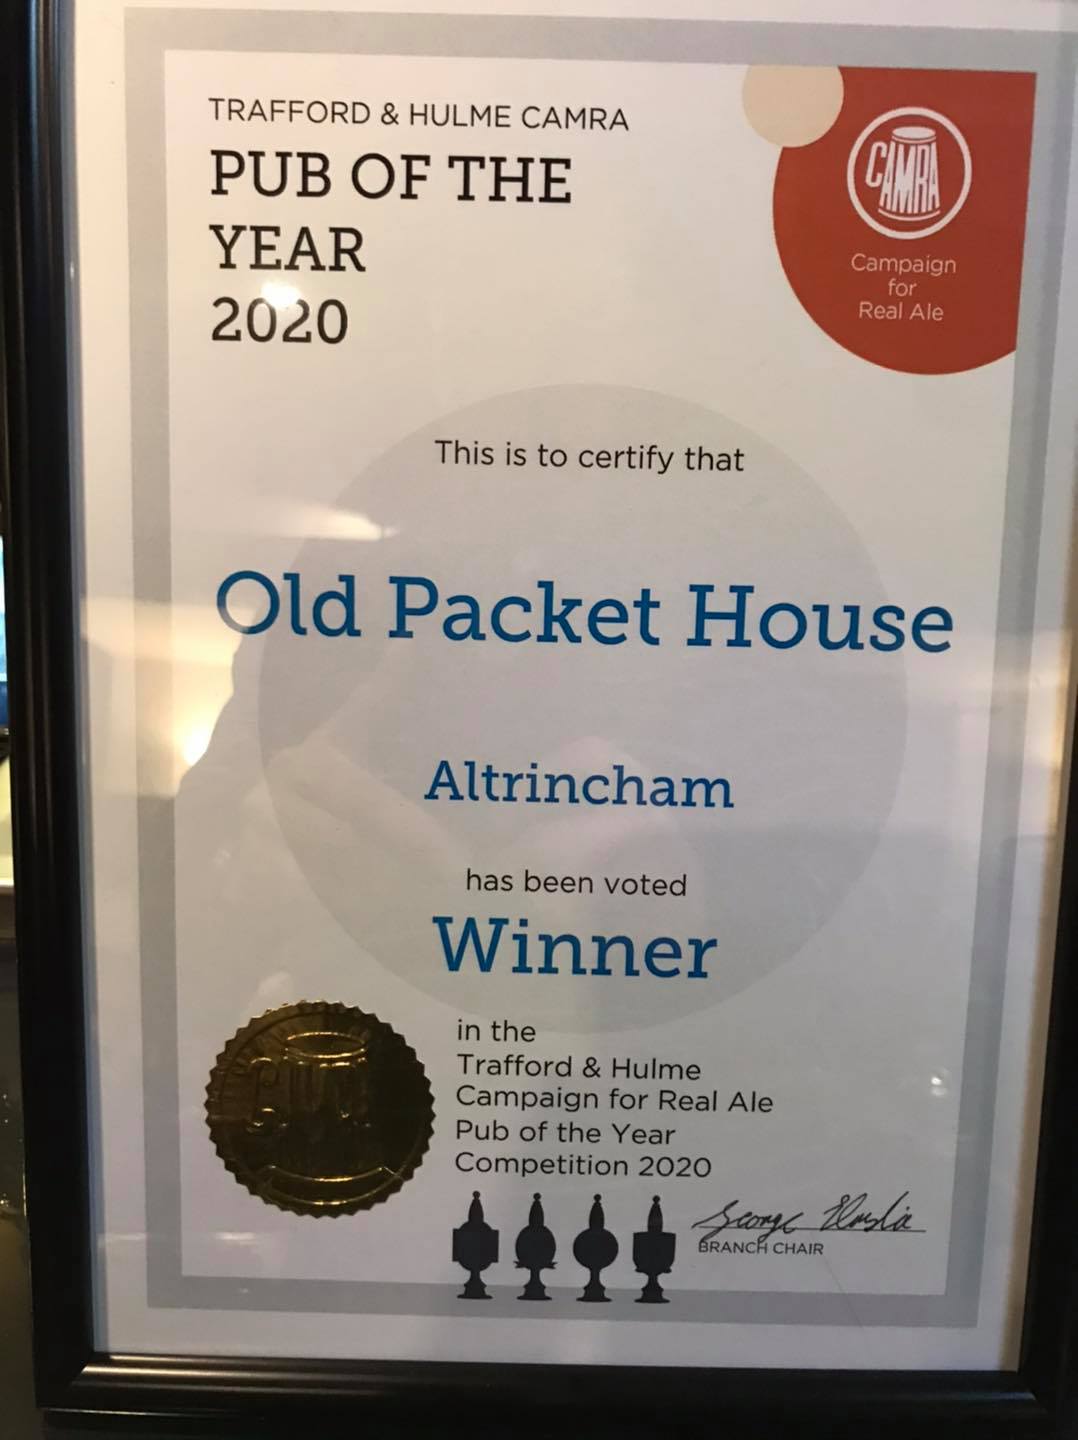 TRAFFORD & HULME CAMRA
PUB OF THE
YEAR
2020
CAMRA
Campaign
for
Real Ale
This is to certify that
Old Packet House
Altrincham
has been voted
Winner
in the
Trafford & Hulme
Campaign for Real Ale
Pub of the Year
Competition 2020
George
BRANCH CHAIR